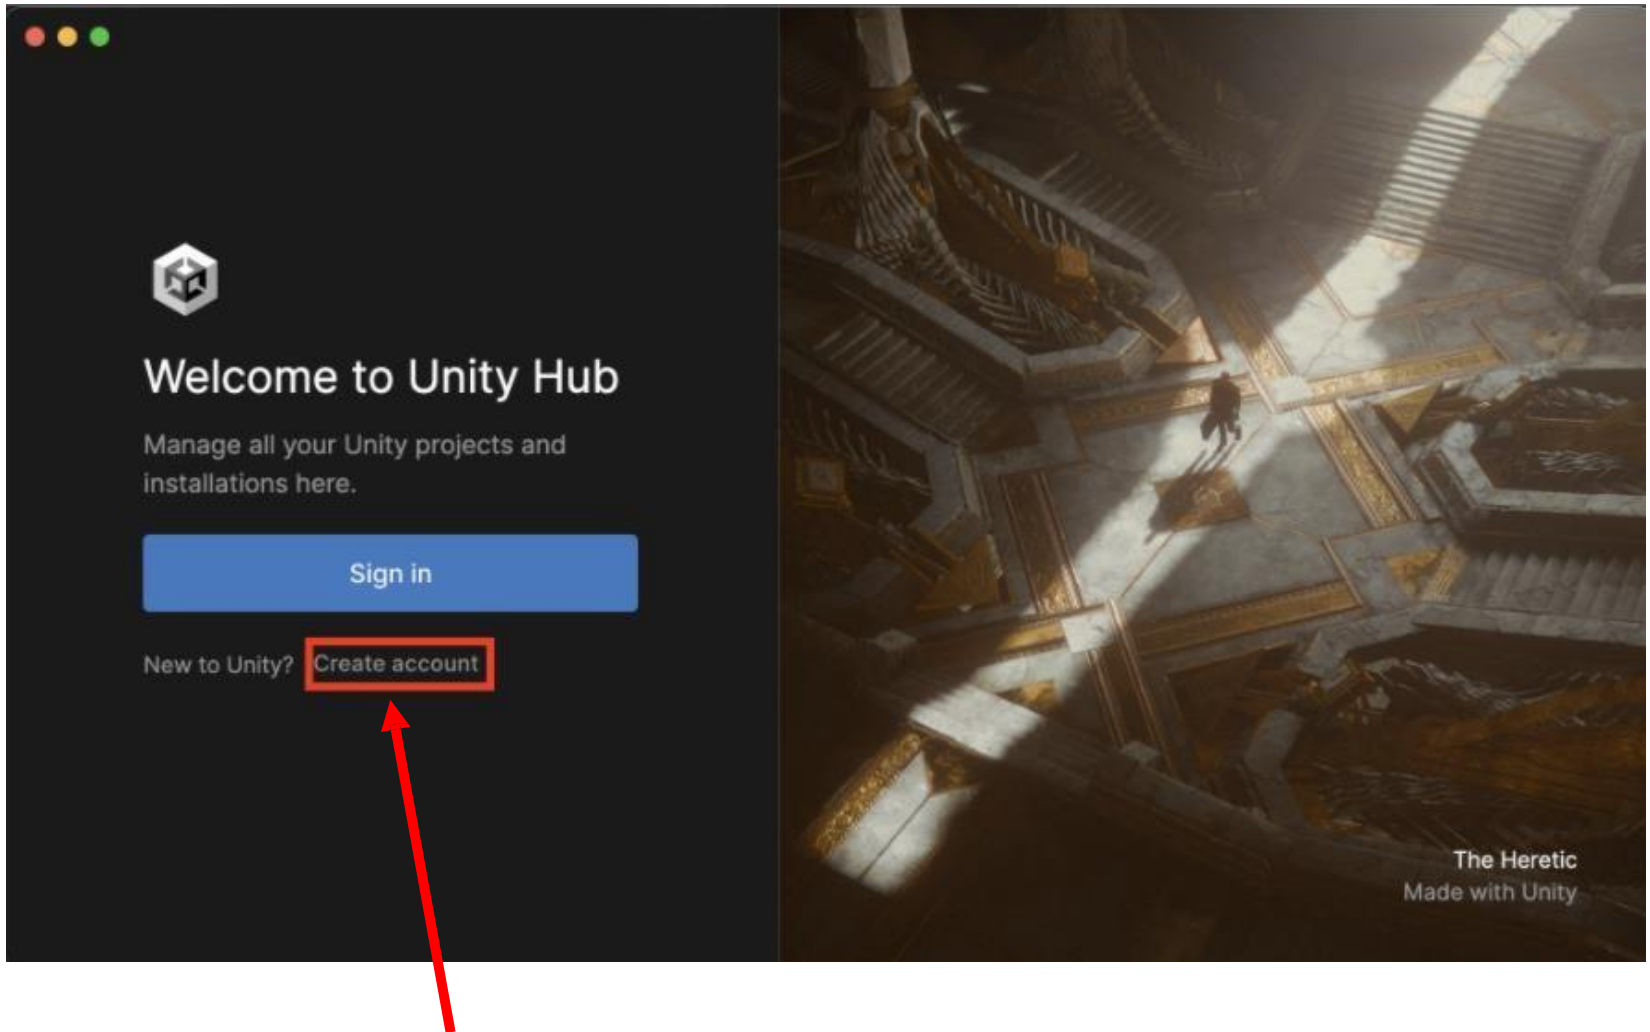 Welcome to Unity Hub
Manage all your Unity projects and
installations here.
Sign in
New to Unity? Create account
The Heretic
Made with Unity